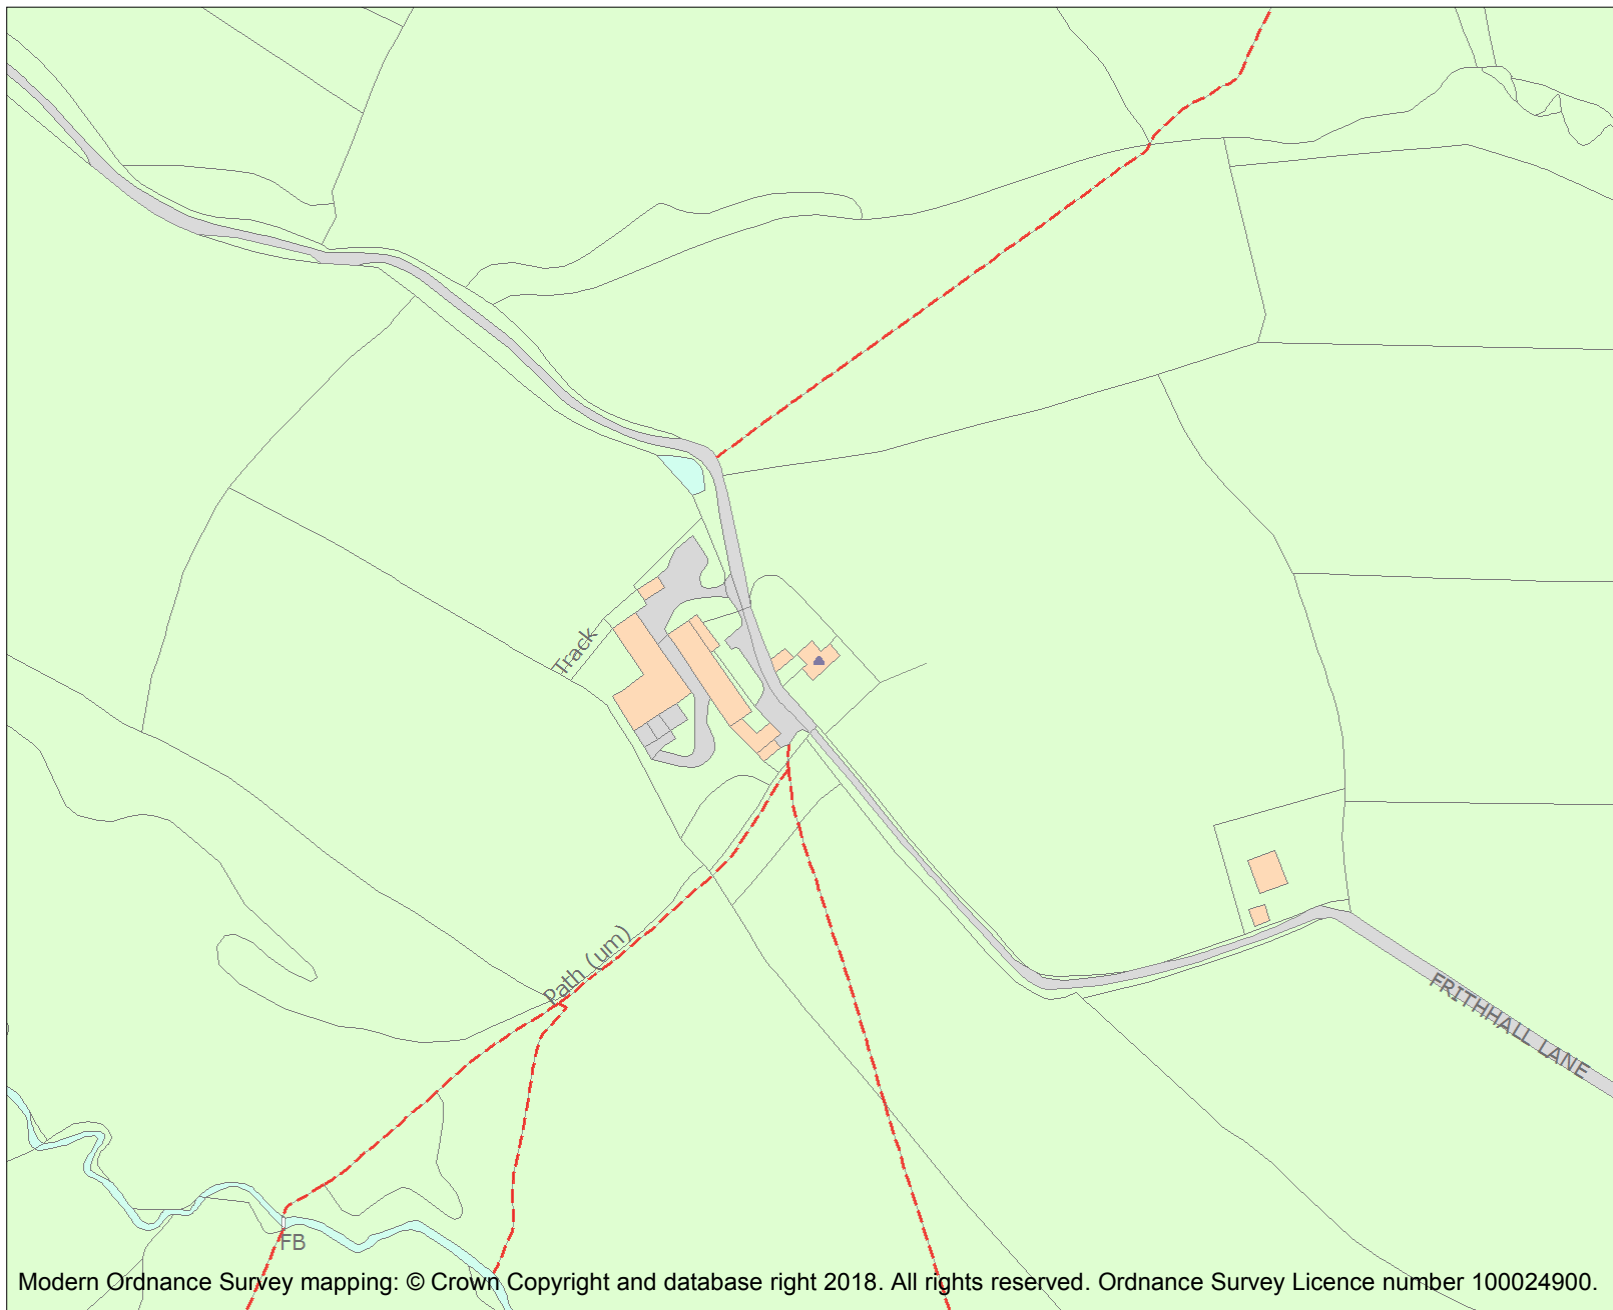 Track
Path (um)
FRITHHALL LANE
FB
Modern Ordnance Survey mapping: © Crown Copyright and database right 2018. All rights reserved. Ordnance Survey Licence number 100024900.